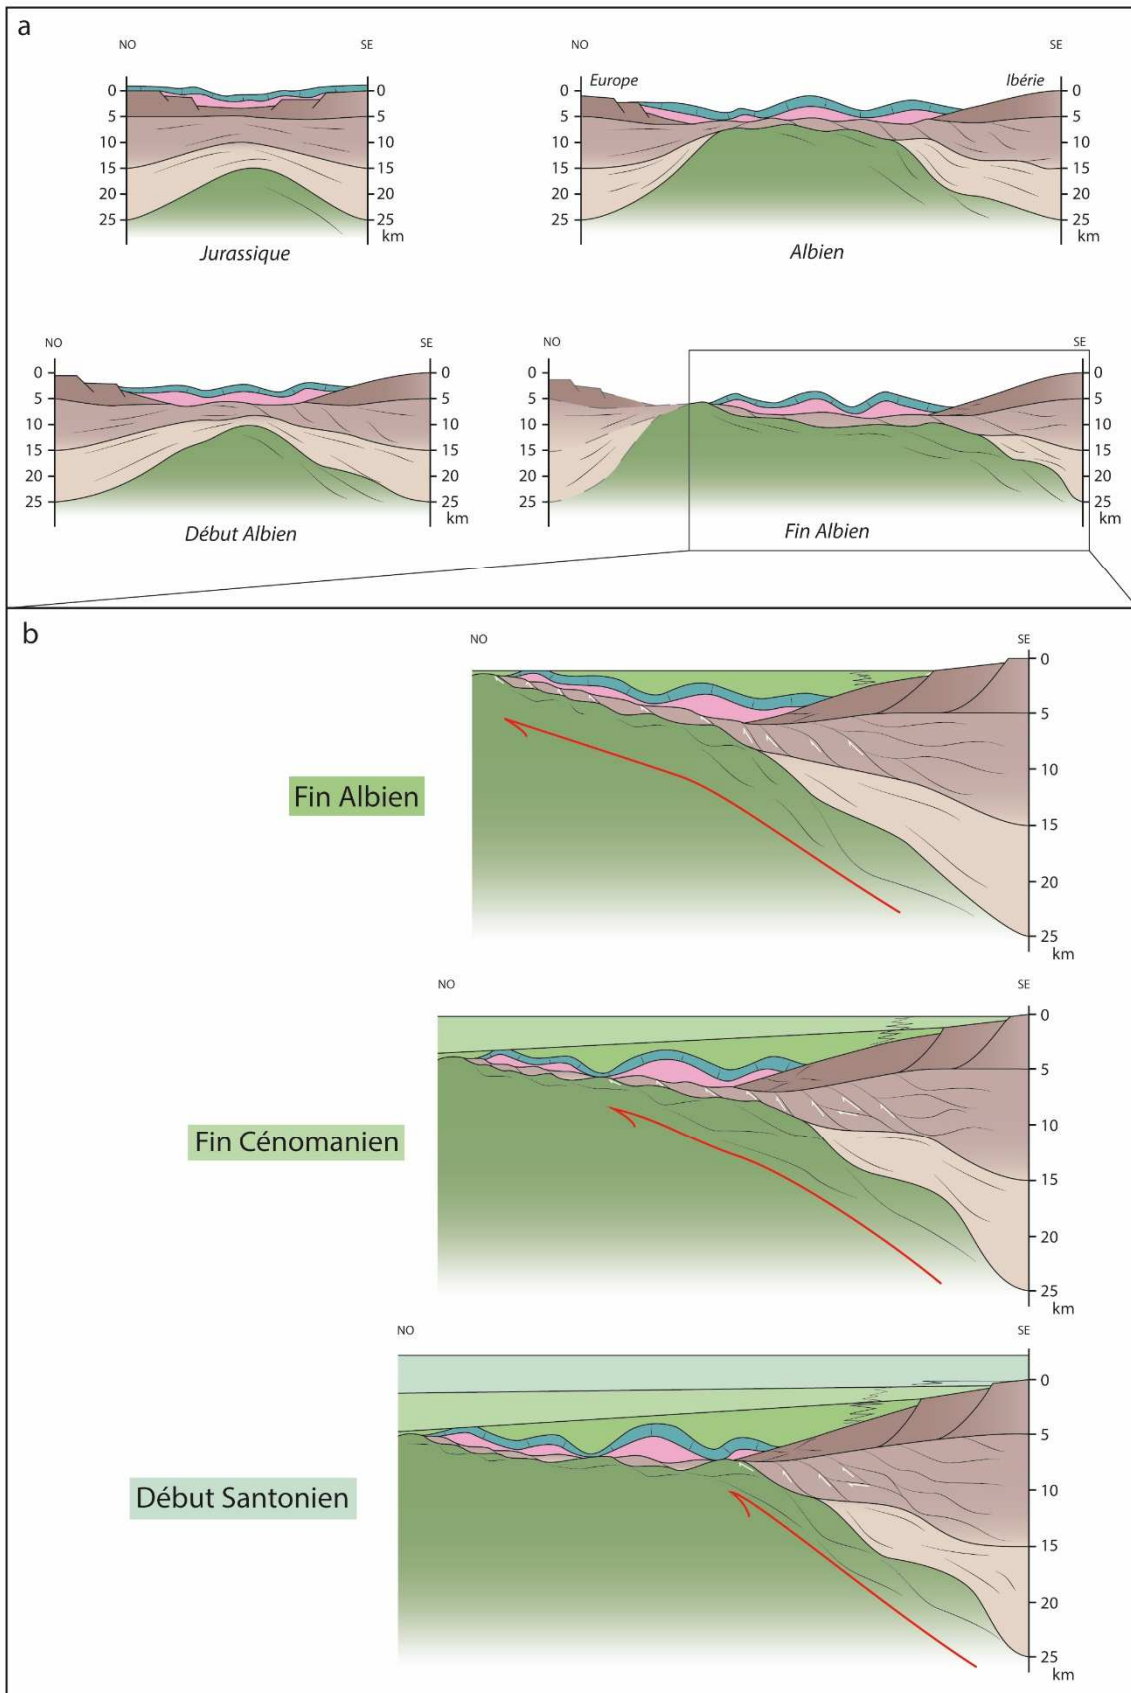 a
NO SE
0 0
5 5
10 10
15 15
20 20
25 25
km
Jurassique
NO SE
Europe Ibérie
0 0
5 5
10 10
15 15
20 20
25 25
km
Albien
NO SE
0 0
5 5
10 10
15 15
20 20
25 25
km
Début Albien
NO SE
0 0
5 5
10 10
15 15
20 20
25 25
km
Fin Albien
b
NO SE
0
5
10
15
20
25
km
Fin Albien
NO SE
0
5
10
15
20
25
km
Fin Cénomanien
NO SE
0
5
10
15
20
25
km
Début Santonien